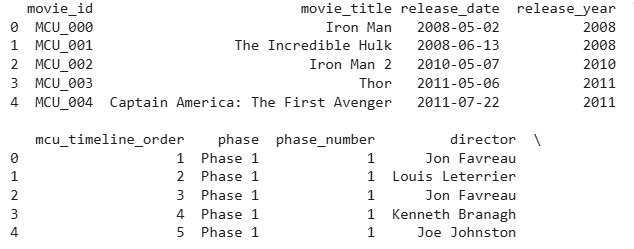 movie_id                          movie_title release_date  release_year
0  MCU_000                             Iron Man   2008-05-02          2008
1  MCU_001                  The Incredible Hulk   2008-06-13          2008
2  MCU_002                           Iron Man 2   2010-05-07          2010
3  MCU_003                                 Thor   2011-05-06          2011
4  MCU_004   Captain America: The First Avenger   2011-07-22          2011
   mcu_timeline_order    phase  phase_number         director  \
0                   1  Phase 1             1      Jon Favreau
1                   2  Phase 1             1  Louis Leterrier
2                   3  Phase 1             1      Jon Favreau
3                   4  Phase 1             1  Kenneth Branagh
4                   5  Phase 1             1     Joe Johnston